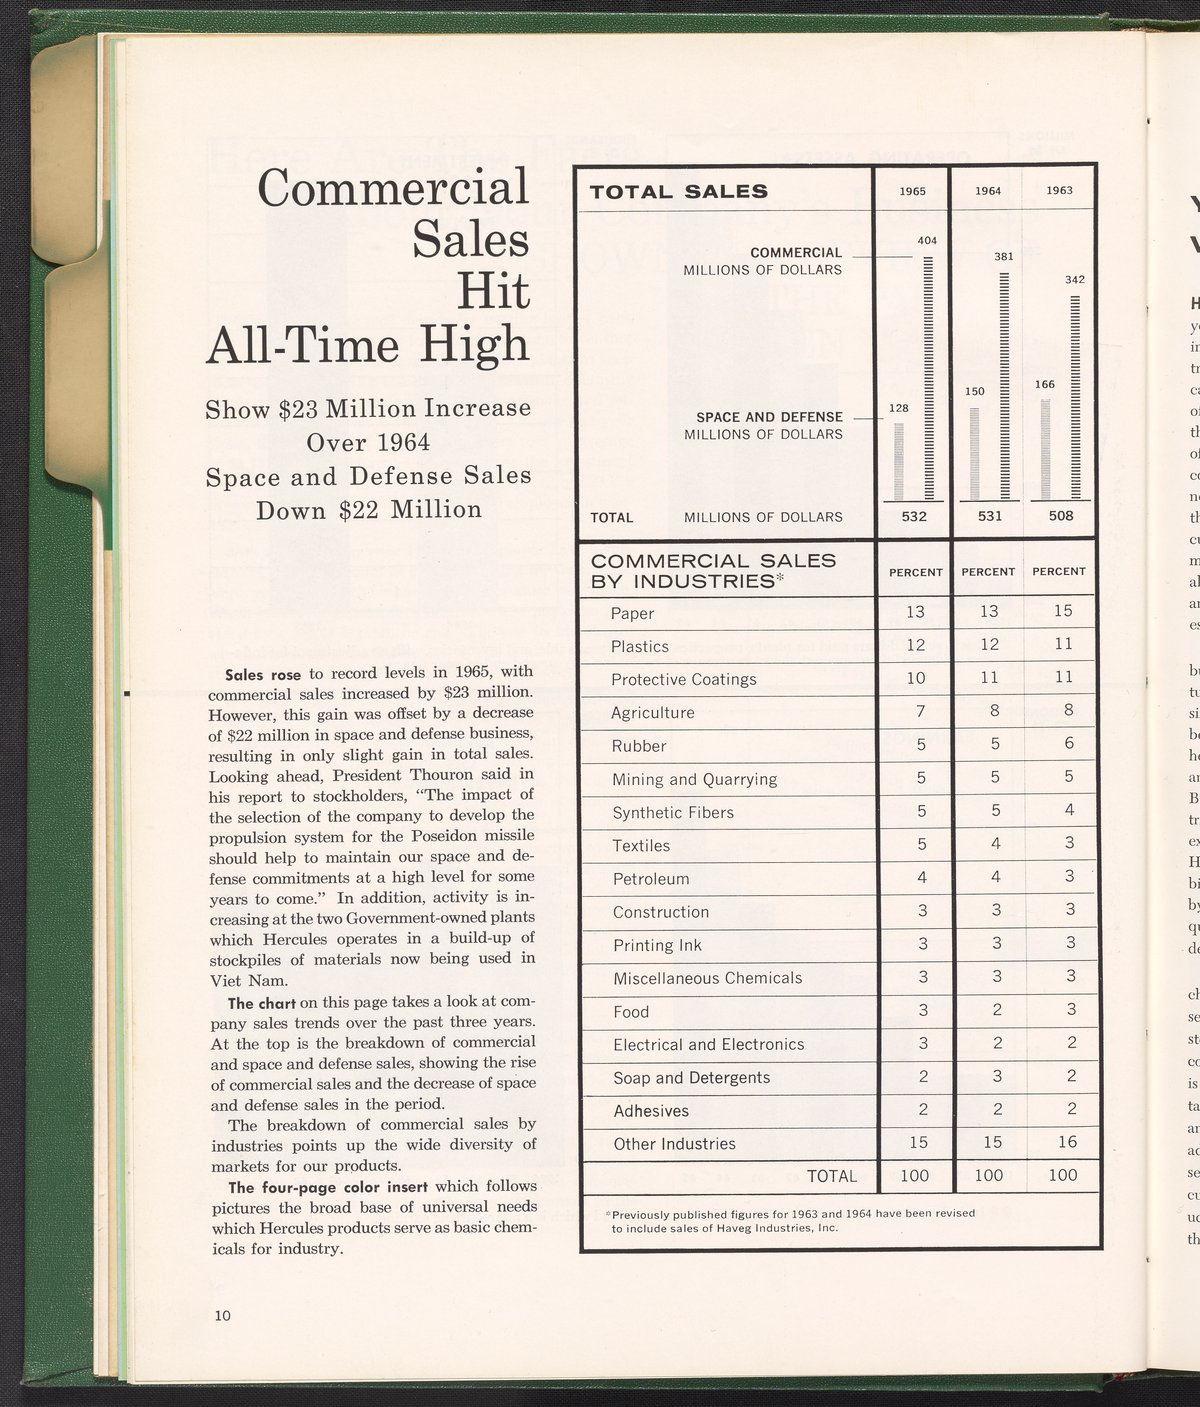 Commercial
Sales
Hit
All-Time High
Show $23 Million Increase
Over 1964
Space and Defense Sales
Down $22 Million
Sales rose to record levels in 1965, with
commercial sales increased by $23 million.
However, this gain was offset by a decrease
of $22 million in space and defense business,
resulting in only slight gain in total sales.
Looking ahead, President Thouron said in
his report to stockholders, “The impact of
the selection of the company to develop the
propulsion system for the Poseidon missile
should help to maintain our space and de-
fense commitments at a high level for some
years to come.” In addition, activity is in-
creasing at the two Government-owned plants
which Hercules operates in a build-up of
stockpiles of materials now being used in
Viet Nam.
The chart on this page takes a look at com-
pany sales trends over the past three years.
At the top is the breakdown of commercial
and space and defense sales, showing the rise
of commercial sales and the decrease of space
and defense sales in the period.
The breakdown of commercial sales by
industries points up the wide diversity of
markets for our products.
The four-page color insert which follows
pictures the broad base of universal needs
which Hercules products serve as basic chem-
icals for industry.
10
TOTAL SALES 1965 1964 1963
COMMERCIAL
MILLIONS OF DOLLARS
404 381 342
SPACE AND DEFENSE
MILLIONS OF DOLLARS
128 150 166
TOTAL MILLIONS OF DOLLARS 532 531 508
COMMERCIAL SALES
BY INDUSTRIES* PERCENT PERCENT PERCENT
Paper 13 13 15
Plastics 12 12 11
Protective Coatings 10 11 11
Agriculture 7 8 8
Rubber 5 5 6
Mining and Quarrying 5 5 5
Synthetic Fibers 5 5 4
Textiles 5 4 3
Petroleum 4 4 3
Construction 3 3 3
Printing Ink 3 3 3
Miscellaneous Chemicals 3 3 3
Food 3 2 3
Electrical and Electronics 3 2 2
Soap and Detergents 2 3 2
Adhesives 2 2 2
Other Industries 15 15 16
TOTAL 100 100 100
*Previously published figures for 1963 and 1964 have been revised
to include sales of Haveg Industries, Inc.